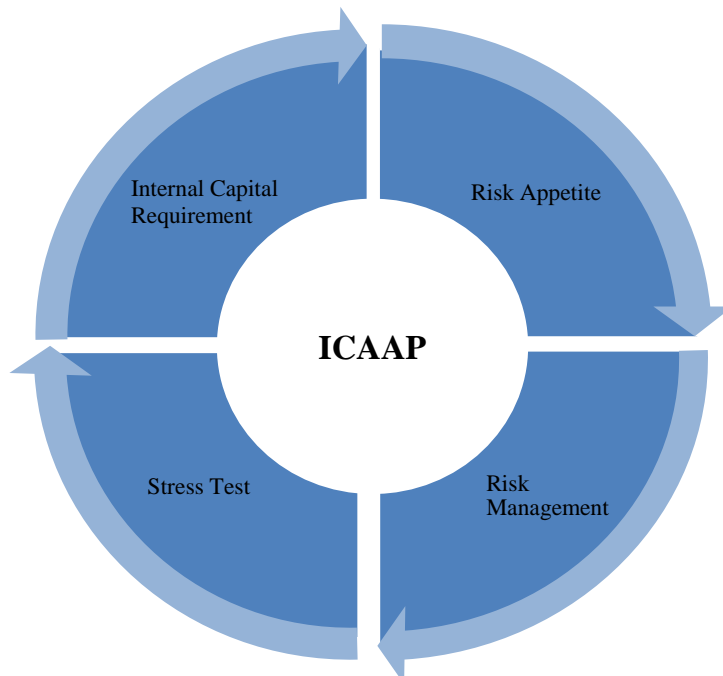 Internal Capital
Requirement
Risk Appetite
ICAAP
Stress Test
Risk
Management